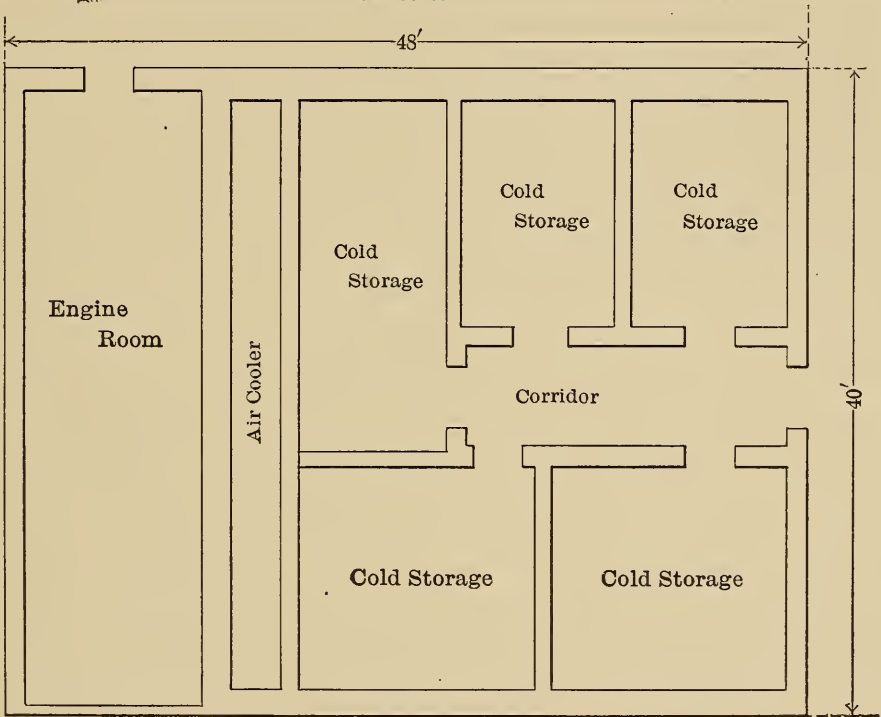 48′
Cold
Storage
Cold
Storage
Cold
Storage
Engine
Room
Air Cooler
Corridor
40′
Cold Storage
Cold Storage